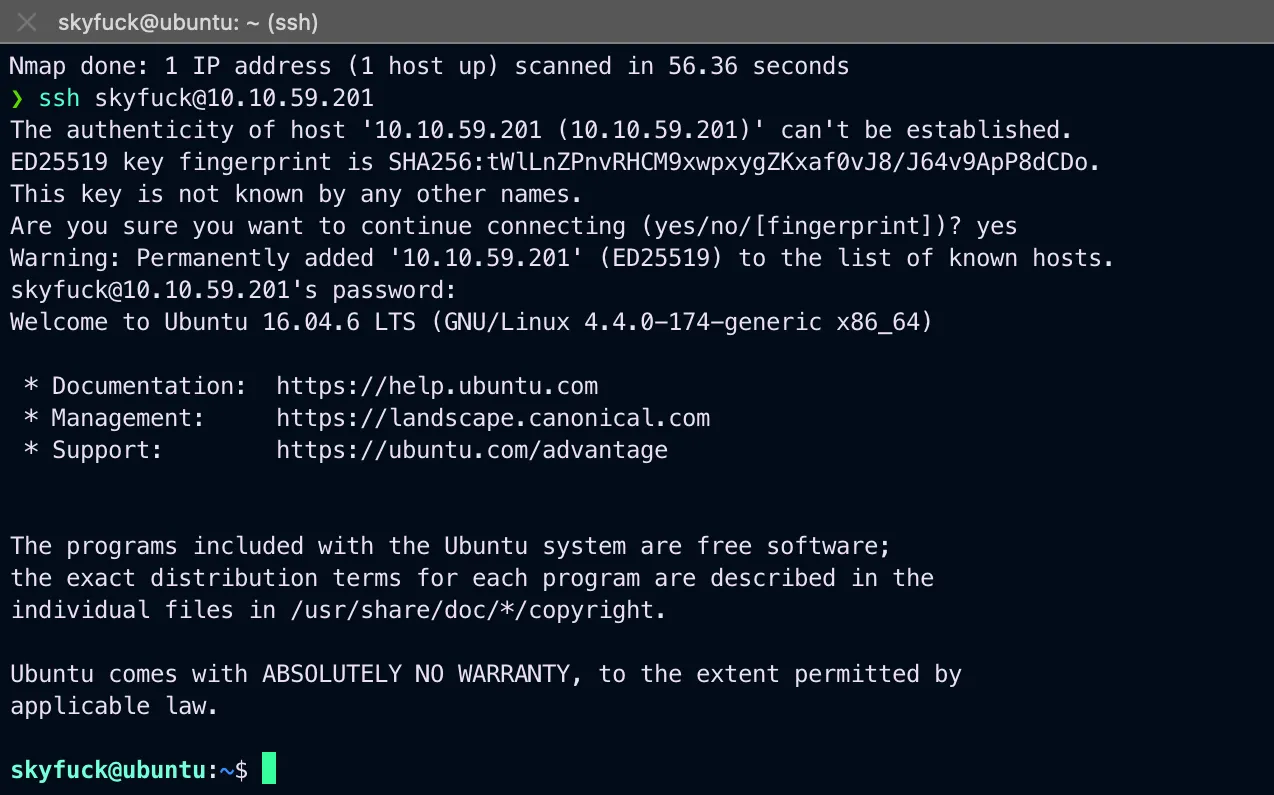 skyfuck@ubuntu: ~ (ssh)
Nmap done: 1 IP address (1 host up) scanned in 56.36 seconds
❯ ssh skyfuck@10.10.59.201
The authenticity of host '10.10.59.201 (10.10.59.201)' can't be established.
ED25519 key fingerprint is SHA256:tWlLnZPnvRHCM9xwpxygZKxaf0vJ8/J64v9ApP8dCDo.
This key is not known by any other names.
Are you sure you want to continue connecting (yes/no/[fingerprint])? yes
Warning: Permanently added '10.10.59.201' (ED25519) to the list of known hosts.
skyfuck@10.10.59.201's password:
Welcome to Ubuntu 16.04.6 LTS (GNU/Linux 4.4.0-174-generic x86_64)
* Documentation:  https://help.ubuntu.com
* Management:     https://landscape.canonical.com
* Support:        https://ubuntu.com/advantage
The programs included with the Ubuntu system are free software;
the exact distribution terms for each program are described in the
individual files in /usr/share/doc/*/copyright.
Ubuntu comes with ABSOLUTELY NO WARRANTY, to the extent permitted by
applicable law.
skyfuck@ubuntu:~$